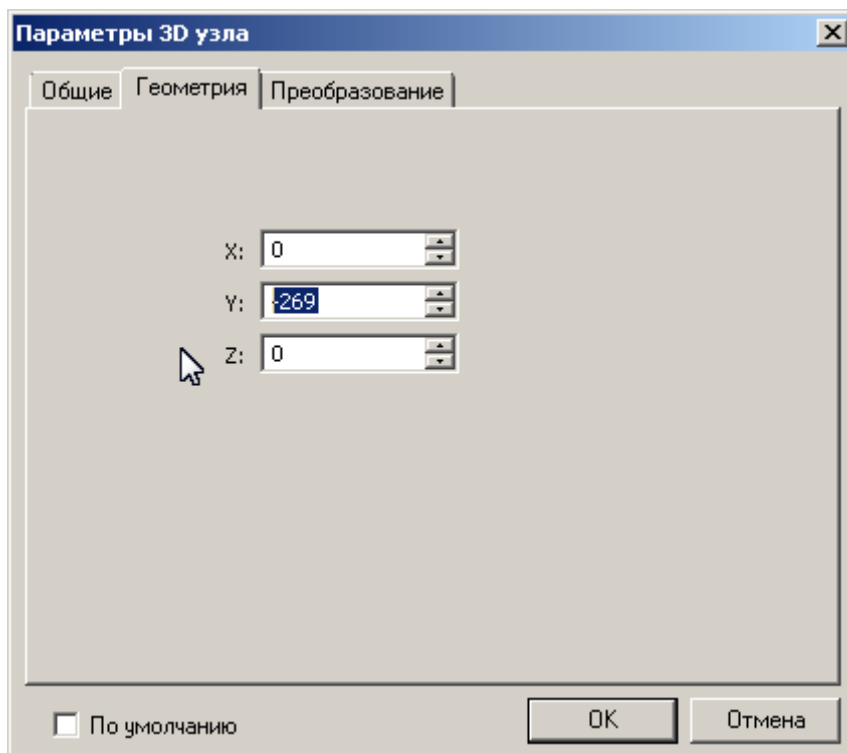 Параметры 3D узла
Общие Геометрия Преобразование
X: 0
Y: -269
Z: 0
По умолчанию OK Отмена